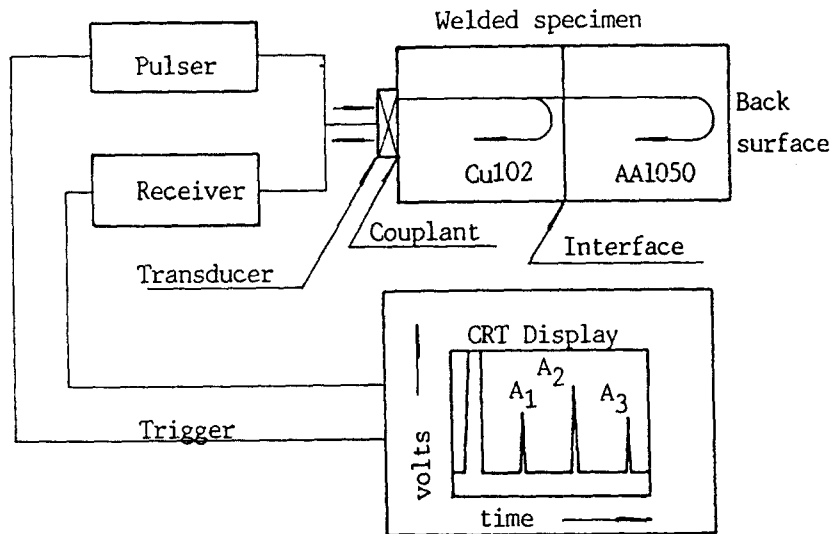 Welded specimen
Pulser
Back
surface
Cu102
AA1050
Receiver
Couplant
Interface
Transducer
CRT Display
A1
A2
A3
Trigger
volts
time